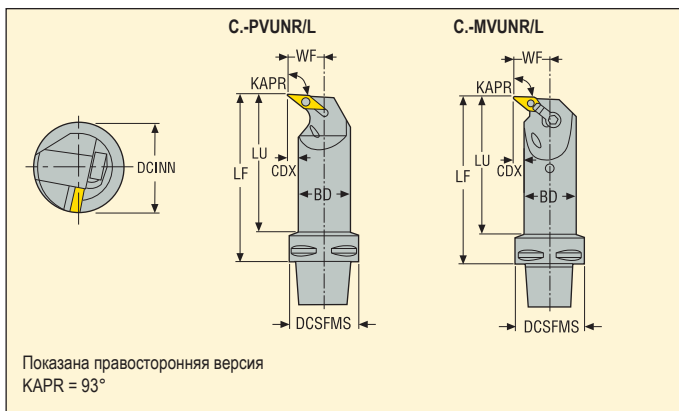 C.-PVUNR/L
C.-MVUNR/L
WF
WF
KAPR
KAPR
DCINN
LF
LU
CDX
BD
LF
LU
CDX
BD
DCSFMS
DCSFMS
Показана правосторонняя версия
KAPR = 93°